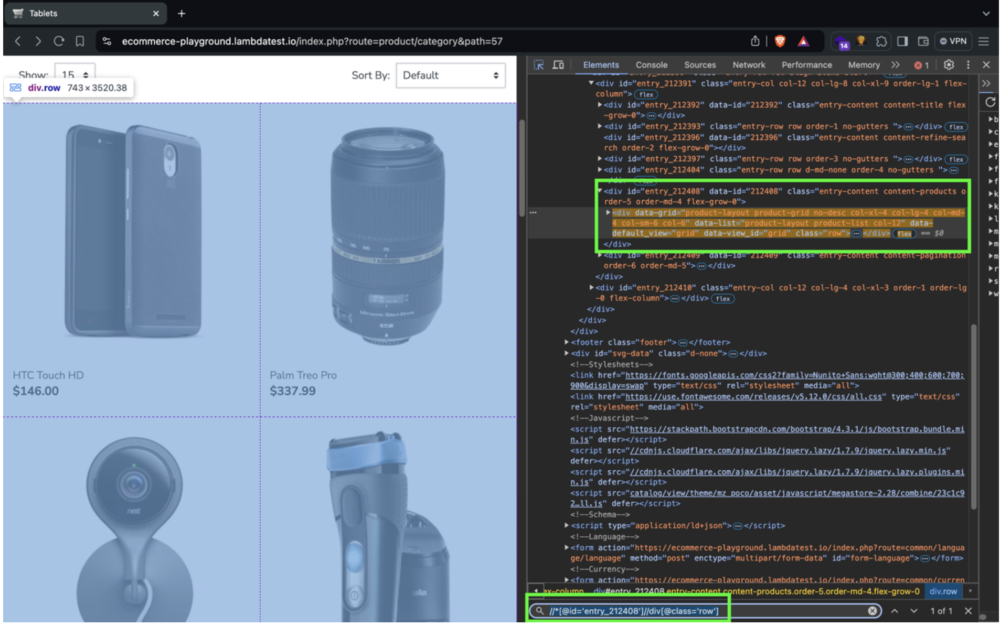 Tablets
ecommerce-playground.lambdatest.io/index.php?route=product/category&path=57
14
VPN
Show:
15
Sort By:
Default
div.row 743 × 3520.38
HTC Touch HD
$146.00
Palm Treo Pro
$337.99
TAMRON
Ultrasonic Silent Drive
nest
Elements Console Sources Network Performance Memory 1
<div id="entry_212391" class="entry-col col-12 col-lg-8 col-xl-9 order-lg-1 flex-
column"> flex
<div id="entry_212392" data-id="212392" class="entry-content content-title flex
-grow-0">…</div>
<div id="entry_212393" class="entry-row row order-1 no-gutters ">…</div> flex
<div id="entry_212396" data-id="212396" class="entry-content content-refine-sea
rch order-2 flex-grow-0"></div>
<div id="entry_212397" class="entry-row row order-3 no-gutters ">…</div> flex
<div id="entry_212404" class="entry-row row d-md-none order-4 no-gutters ">…
<div id="entry_212408" data-id="212408" class="entry-content content-products o
rder-5 order-md-4 flex-grow-0">
… <div data-grid="product-layout product-grid no-desc col-xl-4 col-lg-4 col-md-
4 col-sm-6 col-6" data-list="product-layout product-list col-12" data-
default_view="grid" data-view_id="grid" class="row">…</div> flex == $0
</div>
<div id="entry_212409" data-id="212409" class="entry-content content-pagination
order-6 order-md-5">…</div>
</div>
<div id="entry_212410" class="entry-col col-12 col-lg-4 col-xl-3 order-1 order-lg
-0 flex-column">…</div> flex
</div>
</div>
</div>
<footer class="footer">…</footer>
<div id="svg-data" class="d-none">…</div>
<!--Stylesheets-->
<link href="https://fonts.googleapis.com/css2?family=Nunito+Sans:wght@300;400;600;700;
900&display=swap" type="text/css" rel="stylesheet" media="all">
<link href="https://use.fontawesome.com/releases/v5.12.0/css/all.css" type="text/css"
rel="stylesheet" media="all">
<!--Javascript-->
<script src="https://stackpath.bootstrapcdn.com/bootstrap/4.3.1/js/bootstrap.bundle.mi
n.js" defer></script>
<script src="//cdnjs.cloudflare.com/ajax/libs/jquery.lazy/1.7.9/jquery.lazy.min.js"
defer></script>
<script src="//cdnjs.cloudflare.com/ajax/libs/jquery.lazy/1.7.9/jquery.lazy.plugins.mi
n.js" defer></script>
<script src="catalog/view/theme/mz_poco/asset/javascript/megastore-2.28/combine/23c1c9
2…ll.js" defer></script>
<!--Schema-->
<script type="application/ld+json">…</script>
<!--Language-->
<form action="https://ecommerce-playground.lambdatest.io/index.php?route=common/langua
ge/language" method="post" enctype="multipart/form-data" id="form-language">…</form>
<!--Currency-->
<form action="https://ecommerce-playground.lambdatest.io/index.php?route=common/curren
ex-column div#entry_212408.entry-content.content-products.order-5.order-md-4.flex-grow-0 div.row
//*[@id='entry_212408']//div[@class='row']
1 of 1
b
c
e
f
f
f
k
k
l
m
m
m
r
s
w